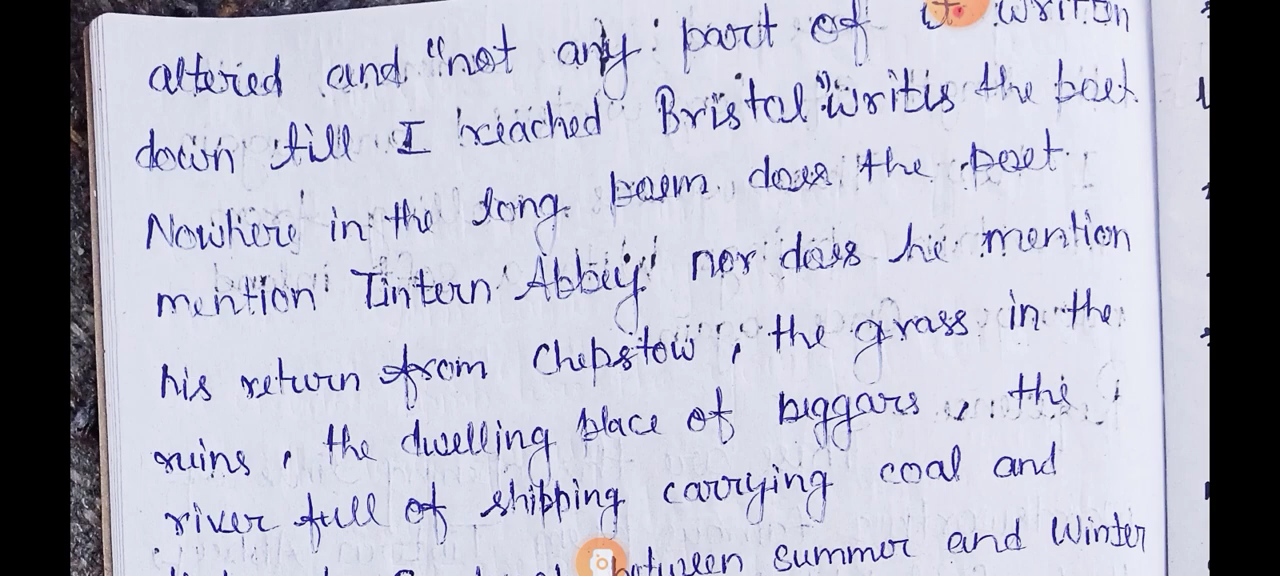 altered and "not any part of it written
down till I reached Bristol" writes the poet
Nowhere in the long poem does the poet
mention Tintern Abbey nor does he mention
his return from Chepstow, the grass in the
ruins, the dwelling place of beggars, the
river full of shipping carrying coal and
between summer and Winter